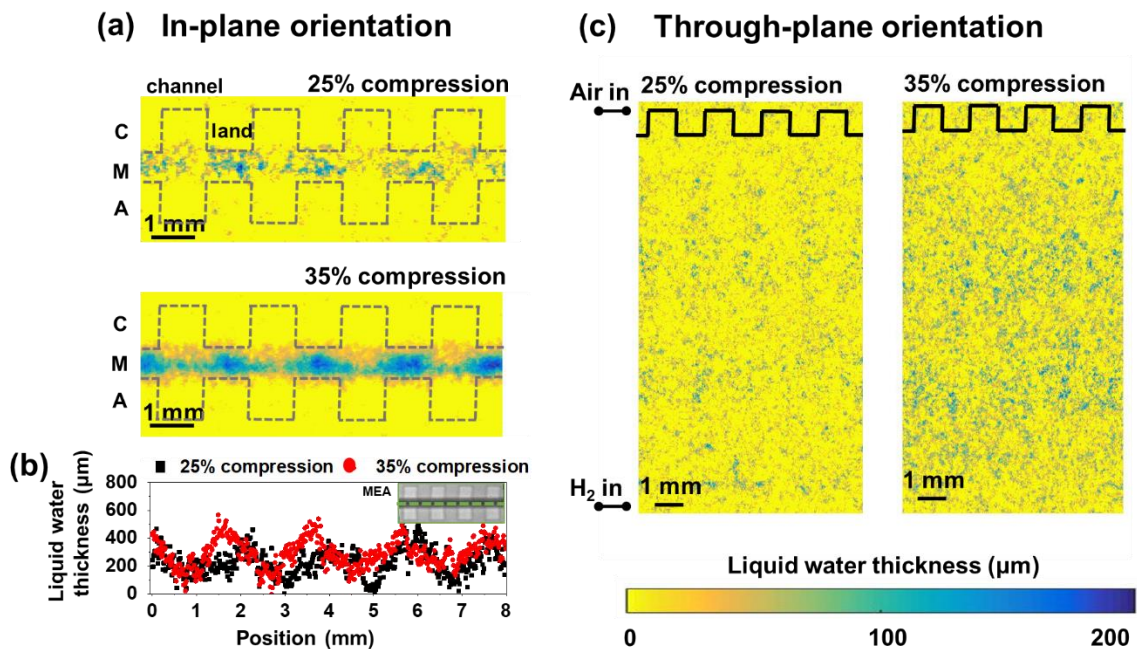 (a) In-plane orientation
channel 25% compression
C
land
M
A
1 mm
35% compression
C
M
A
1 mm
(b)
25% compression 35% compression
Liquid water
thickness (μm)
800
600
400
200
0
MEA
0 1 2 3 4 5 6 7 8
Position (mm)
(c) Through-plane orientation
25% compression 35% compression
Air in
1 mm 1 mm
H2 in
Liquid water thickness (μm)
0 100 200